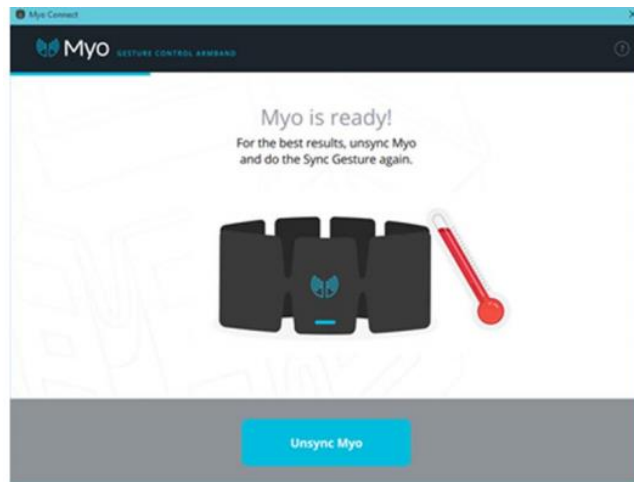 Myo Connect
Myo GESTURE CONTROL ARMBAND
?
Myo is ready!
For the best results, unsync Myo
and do the Sync Gesture again.
Unsync Myo